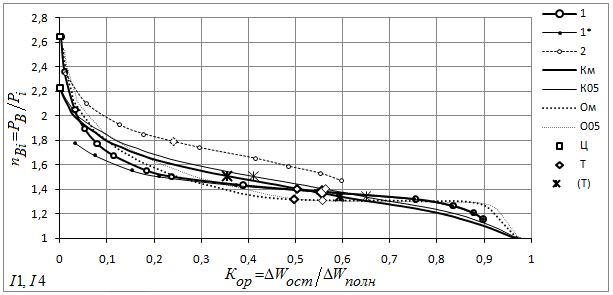 2,8
2,6
2,4
2,2
2
1,8
1,6
1,4
1,2
1
n_Bi=P_B/P_i
0 0,1 0,2 0,3 0,4 0,5 0,6 0,7 0,8 0,9 1
К_ор=ΔW_ост/ΔW_полн
I1, I4
1
1*
2
Км
К05
Ом
О05
Ц
Т
(Т)